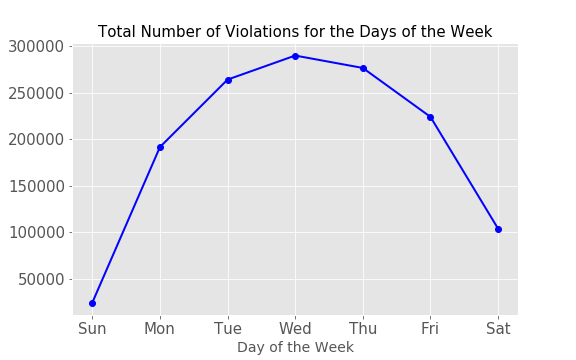 Total Number of Violations for the Days of the Week
300000
250000
200000
150000
100000
50000
Sun Mon Tue Wed Thu Fri Sat
Day of the Week